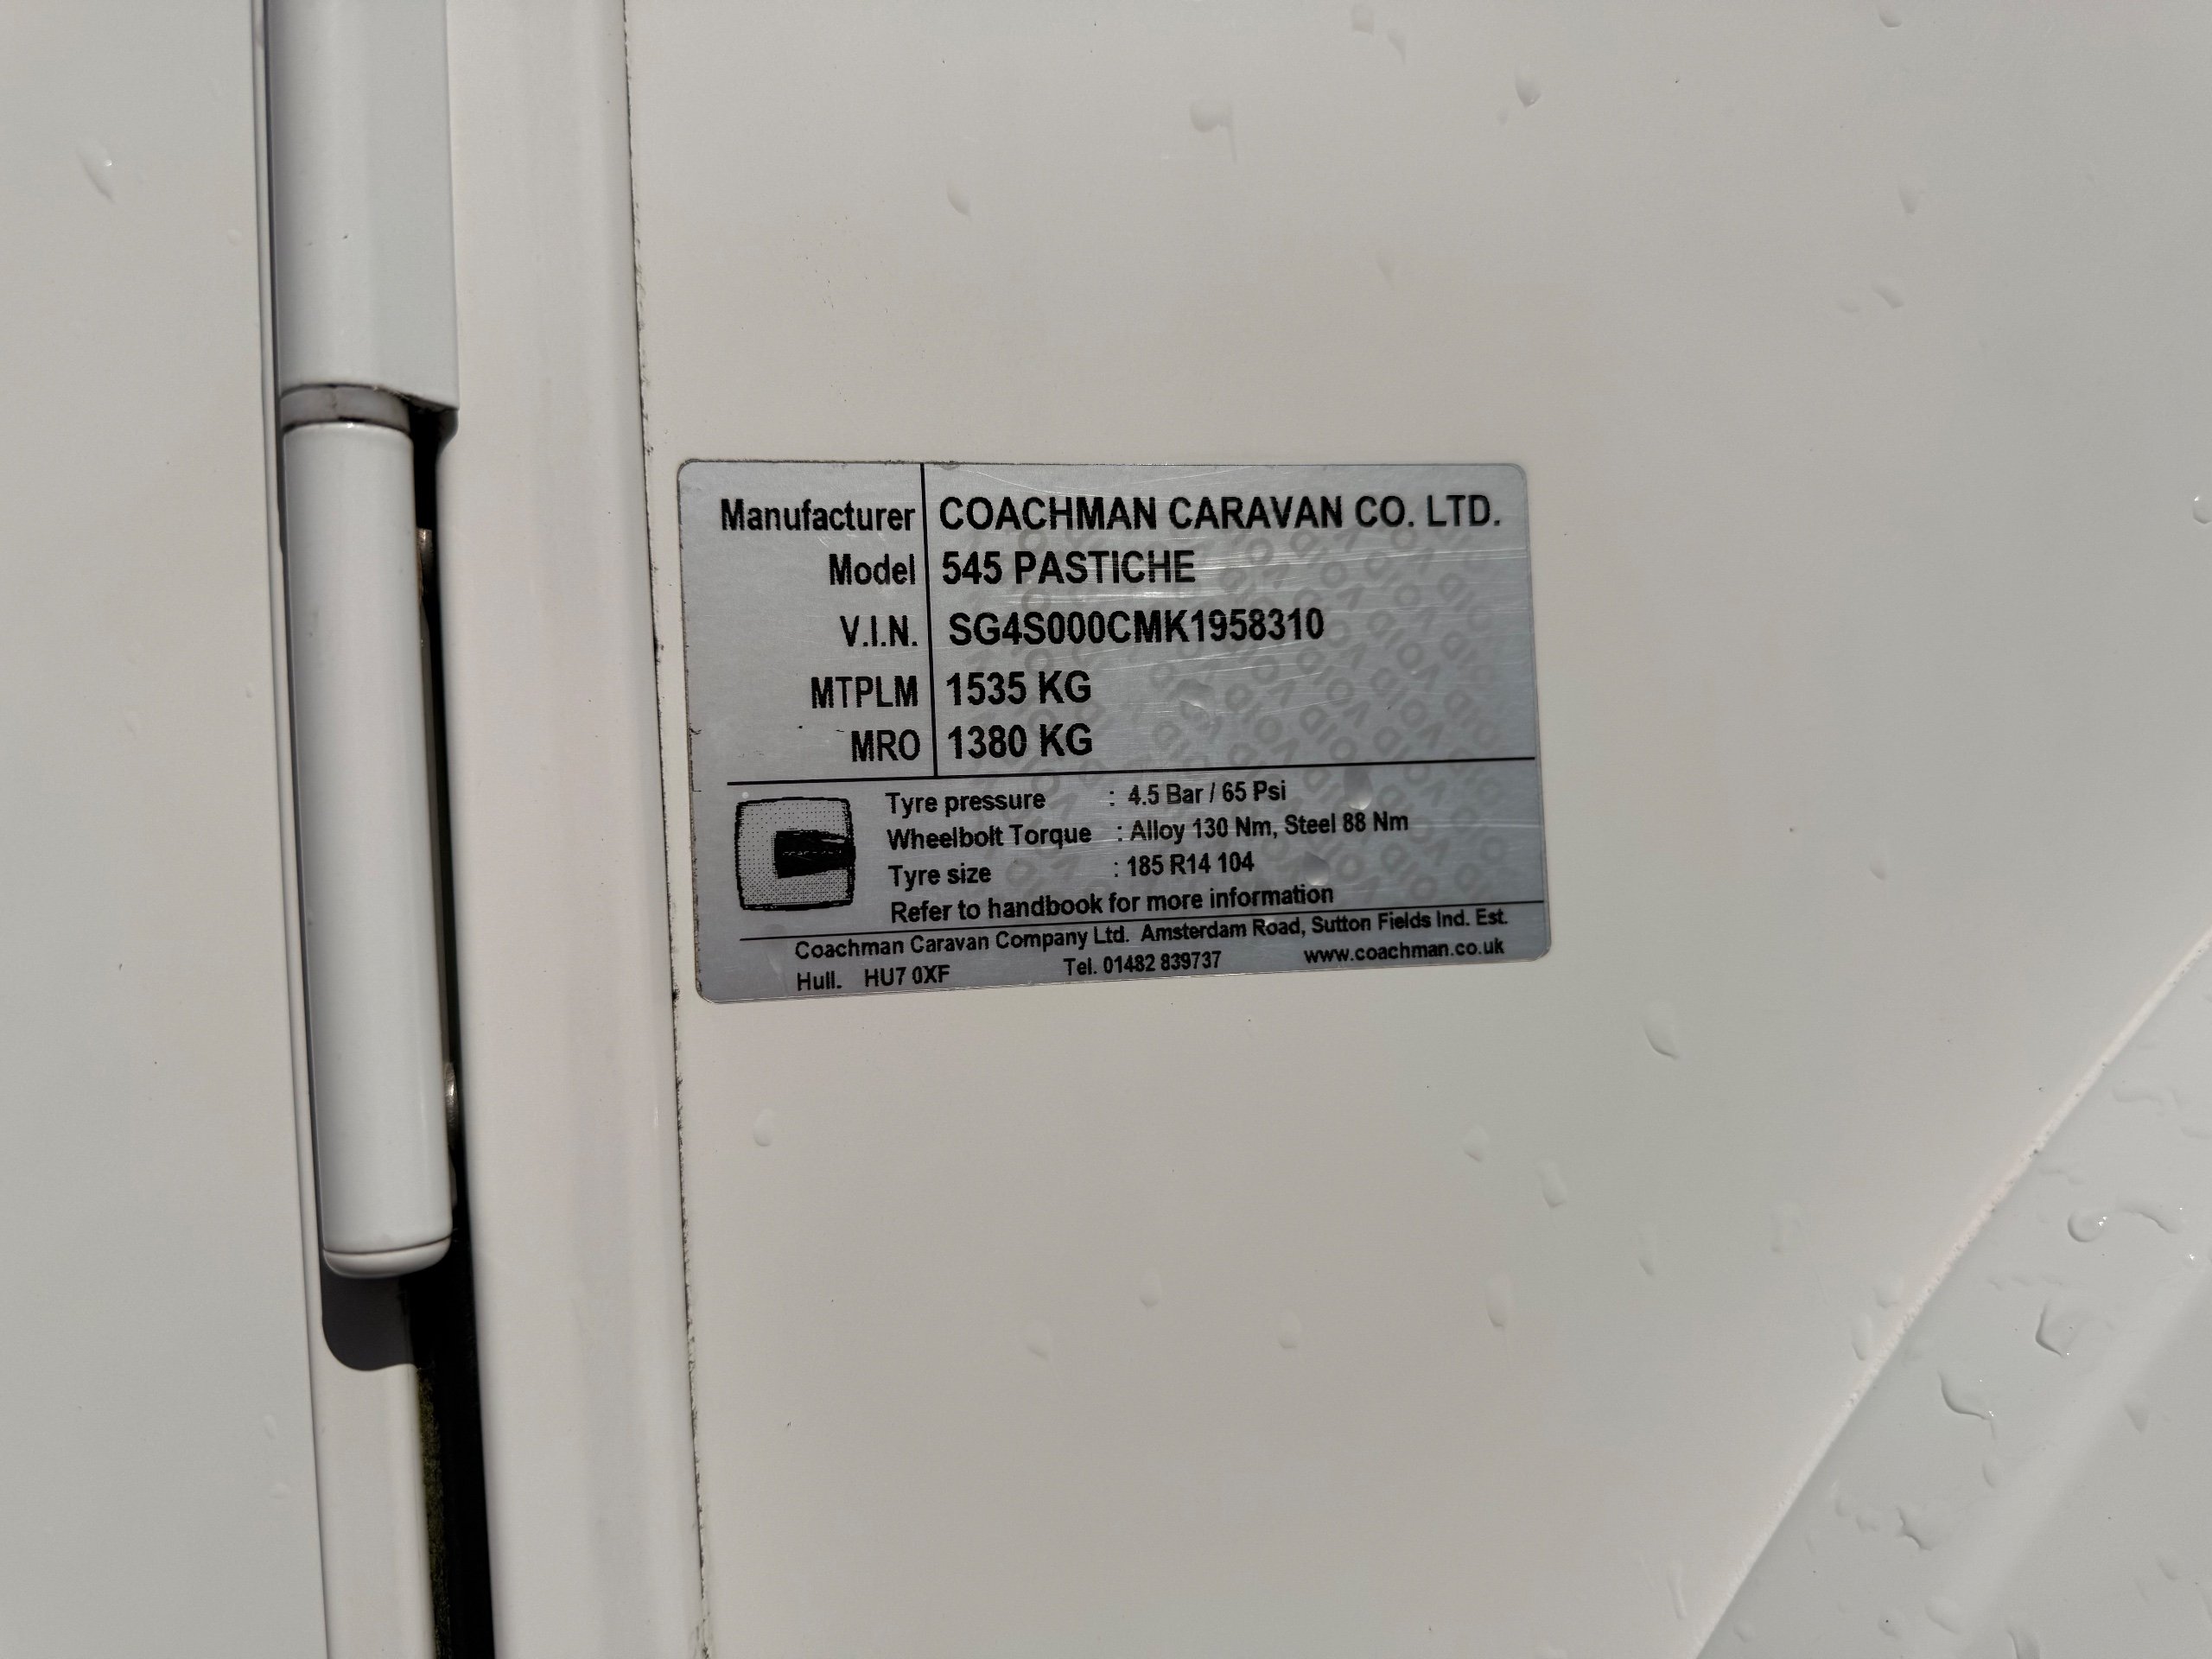 Manufacturer COACHMAN CARAVAN CO. LTD.
Model 545 PASTICHE
V.I.N. SG4S000CMK1958310
MTPLM 1535 KG
MRO 1380 KG
Tyre pressure : 4.5 Bar / 65 Psi
Wheelbolt Torque : Alloy 130 Nm, Steel 88 Nm
Tyre size : 185 R14 104
Refer to handbook for more information
Coachman Caravan Company Ltd. Amsterdam Road, Sutton Fields Ind. Est.
Hull. HU7 0XF Tel. 01482 839737 www.coachman.co.uk